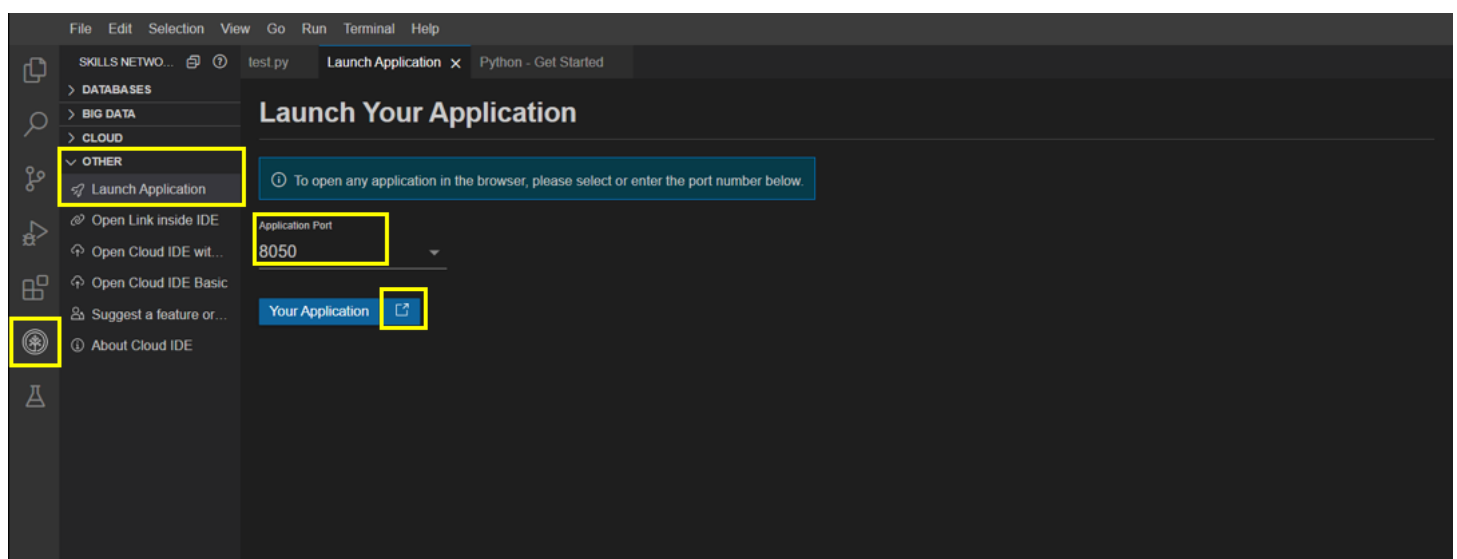 File Edit Selection View Go Run Terminal Help
SKILLS NETWO...
test.py Launch Application Python - Get Started
DATABASES
BIG DATA
CLOUD
OTHER
Launch Application
Open Link inside IDE
Open Cloud IDE wit...
Open Cloud IDE Basic
Suggest a feature or...
About Cloud IDE
Launch Your Application
To open any application in the browser, please select or enter the port number below.
Application Port
8050
Your Application